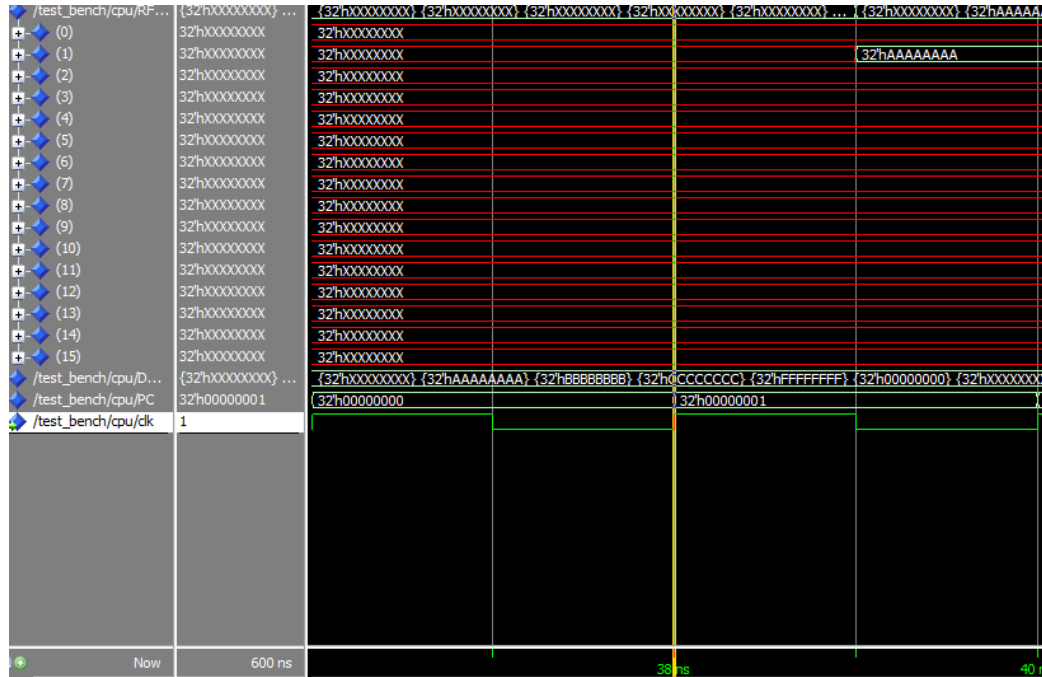 /test_bench/cpu/RF... {32'hXXXXXXXX} ... {32'hXXXXXXXX} {32'hXXXXXXXX} {32'hXXXXXXXX} {32'hXXXXXXXX} {32'hXXXXXXXX} ... {32'hXXXXXXXX} {32'hAAAAAA
(0) 32'hXXXXXXXX 32'hXXXXXXXX
(1) 32'hXXXXXXXX 32'hXXXXXXXX 32'hAAAAAAAA
(2) 32'hXXXXXXXX 32'hXXXXXXXX
(3) 32'hXXXXXXXX 32'hXXXXXXXX
(4) 32'hXXXXXXXX 32'hXXXXXXXX
(5) 32'hXXXXXXXX 32'hXXXXXXXX
(6) 32'hXXXXXXXX 32'hXXXXXXXX
(7) 32'hXXXXXXXX 32'hXXXXXXXX
(8) 32'hXXXXXXXX 32'hXXXXXXXX
(9) 32'hXXXXXXXX 32'hXXXXXXXX
(10) 32'hXXXXXXXX 32'hXXXXXXXX
(11) 32'hXXXXXXXX 32'hXXXXXXXX
(12) 32'hXXXXXXXX 32'hXXXXXXXX
(13) 32'hXXXXXXXX 32'hXXXXXXXX
(14) 32'hXXXXXXXX 32'hXXXXXXXX
(15) 32'hXXXXXXXX 32'hXXXXXXXX
/test_bench/cpu/D... {32'hXXXXXXXX} ... {32'hXXXXXXXX} {32'hAAAAAAAA} {32'hBBBBBBBB} {32'hCCCCCCCC} {32'hFFFFFFFF} {32'h00000000} {32'hXXXXXXX
/test_bench/cpu/PC 32'h00000001 32'h00000000 32'h00000001
/test_bench/cpu/clk 1
Now 600 ns 38 ns 40 n